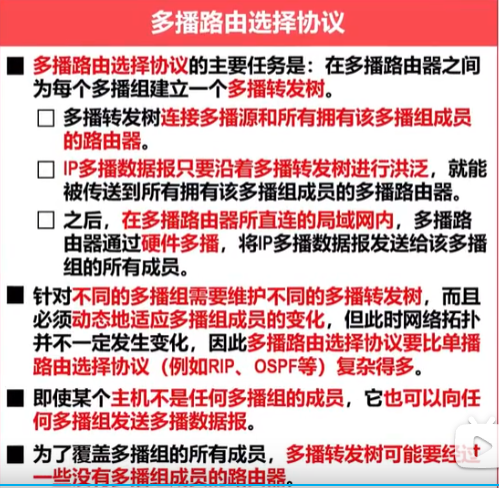 多播路由选择协议
■ 多播路由选择协议的主要任务是：在多播路由器之间
为每个多播组建立一个多播转发树。
□ 多播转发树连接多播源和所有拥有该多播组成员
的路由器。
□ IP多播数据报只要沿着多播转发树进行洪泛，就能
被传送到所有拥有该多播组成员的多播路由器。
□ 之后，在多播路由器所直连的局域网内，多播路
由器通过硬件多播，将IP多播数据报发送给该多播
组的所有成员。
■ 针对不同的多播组需要维护不同的多播转发树，而且
必须动态地适应多播组成员的变化，但此时网络拓扑
并不一定发生变化，因此多播路由选择协议要比单播
路由选择协议（例如RIP、OSPF等）复杂得多。
■ 即使某个主机不是任何多播组的成员，它也可以向任
何多播组发送多播数据报。
■ 为了覆盖多播组的所有成员，多播转发树可能要经过
一些没有多播组成员的路由器。